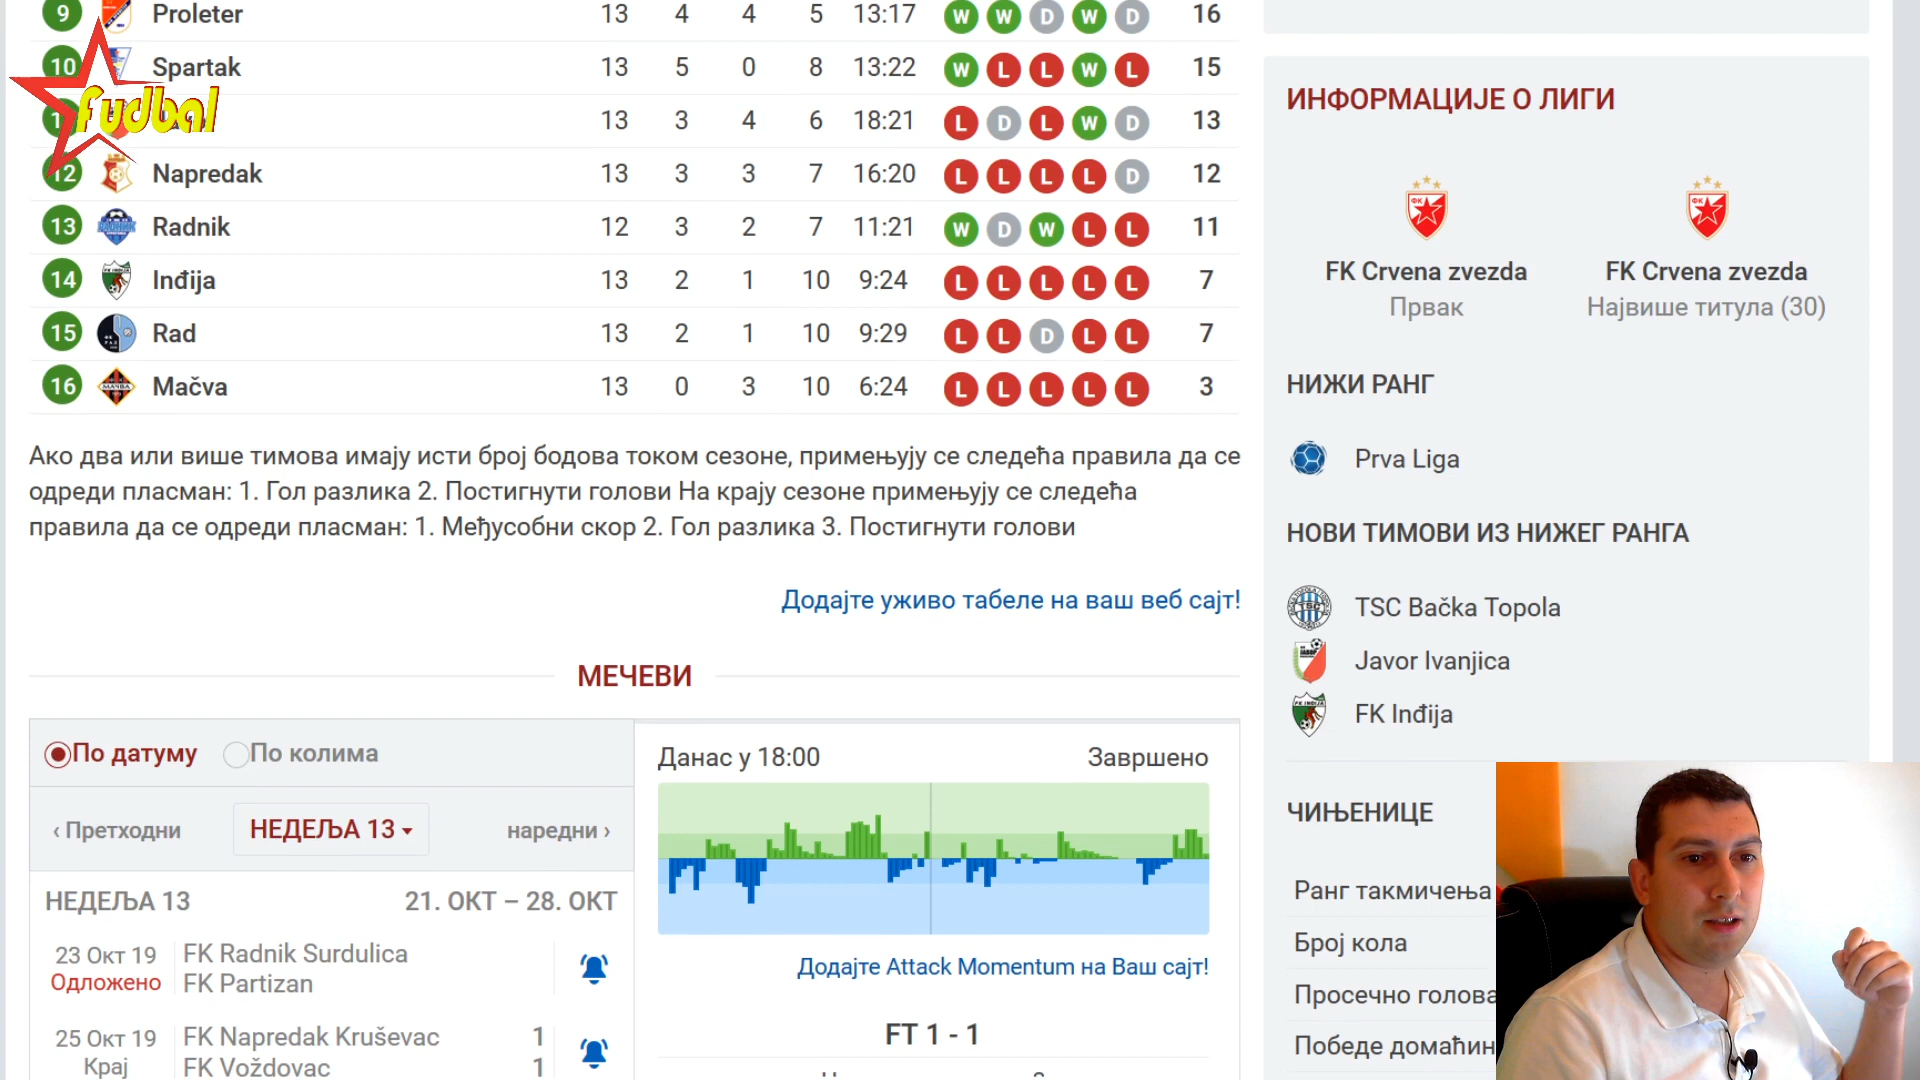 9 Proleter 13 4 4 5 13:17 W W D W D 16
10 Spartak 13 5 0 8 13:22 W L L W L 15
fudbal
13 3 4 6 18:21 L D L W D 13
12 Napredak 13 3 3 7 16:20 L L L L D 12
13 Radnik 12 3 2 7 11:21 W D W L L 11
14 Inđija 13 2 1 10 9:24 L L L L L 7
15 Rad 13 2 1 10 9:29 L L D L L 7
16 Mačva 13 0 3 10 6:24 L L L L L 3
Ако два или више тимова имају исти број бодова током сезоне, примењују се следећа правила да се
одреди пласман: 1. Гол разлика 2. Постигнути голови На крају сезоне примењују се следећа
правила да се одреди пласман: 1. Међусобни скор 2. Гол разлика 3. Постигнути голови
Додајте уживо табеле на ваш веб сајт!
МЕЧЕВИ
По датуму По колима
‹ Претходни НЕДЕЉА 13 наредни ›
НЕДЕЉА 13 21. ОКТ – 28. ОКТ
23 Окт 19 FK Radnik Surdulica
Одложено FK Partizan
25 Окт 19 FK Napredak Kruševac 1
Крај FK Voždovac 1
Данас у 18:00 Завршено
Додајте Attack Momentum на Ваш сајт!
FT 1 - 1
ИНФОРМАЦИЈЕ О ЛИГИ
FK Crvena zvezda FK Crvena zvezda
Првак Највише титула (30)
НИЖИ РАНГ
Prva Liga
НОВИ ТИМОВИ ИЗ НИЖЕГ РАНГА
TSC Bačka Topola
Javor Ivanjica
FK Inđija
ЧИЊЕНИЦЕ
Ранг такмичења
Број кола
Просечно голова
Победе домаћин